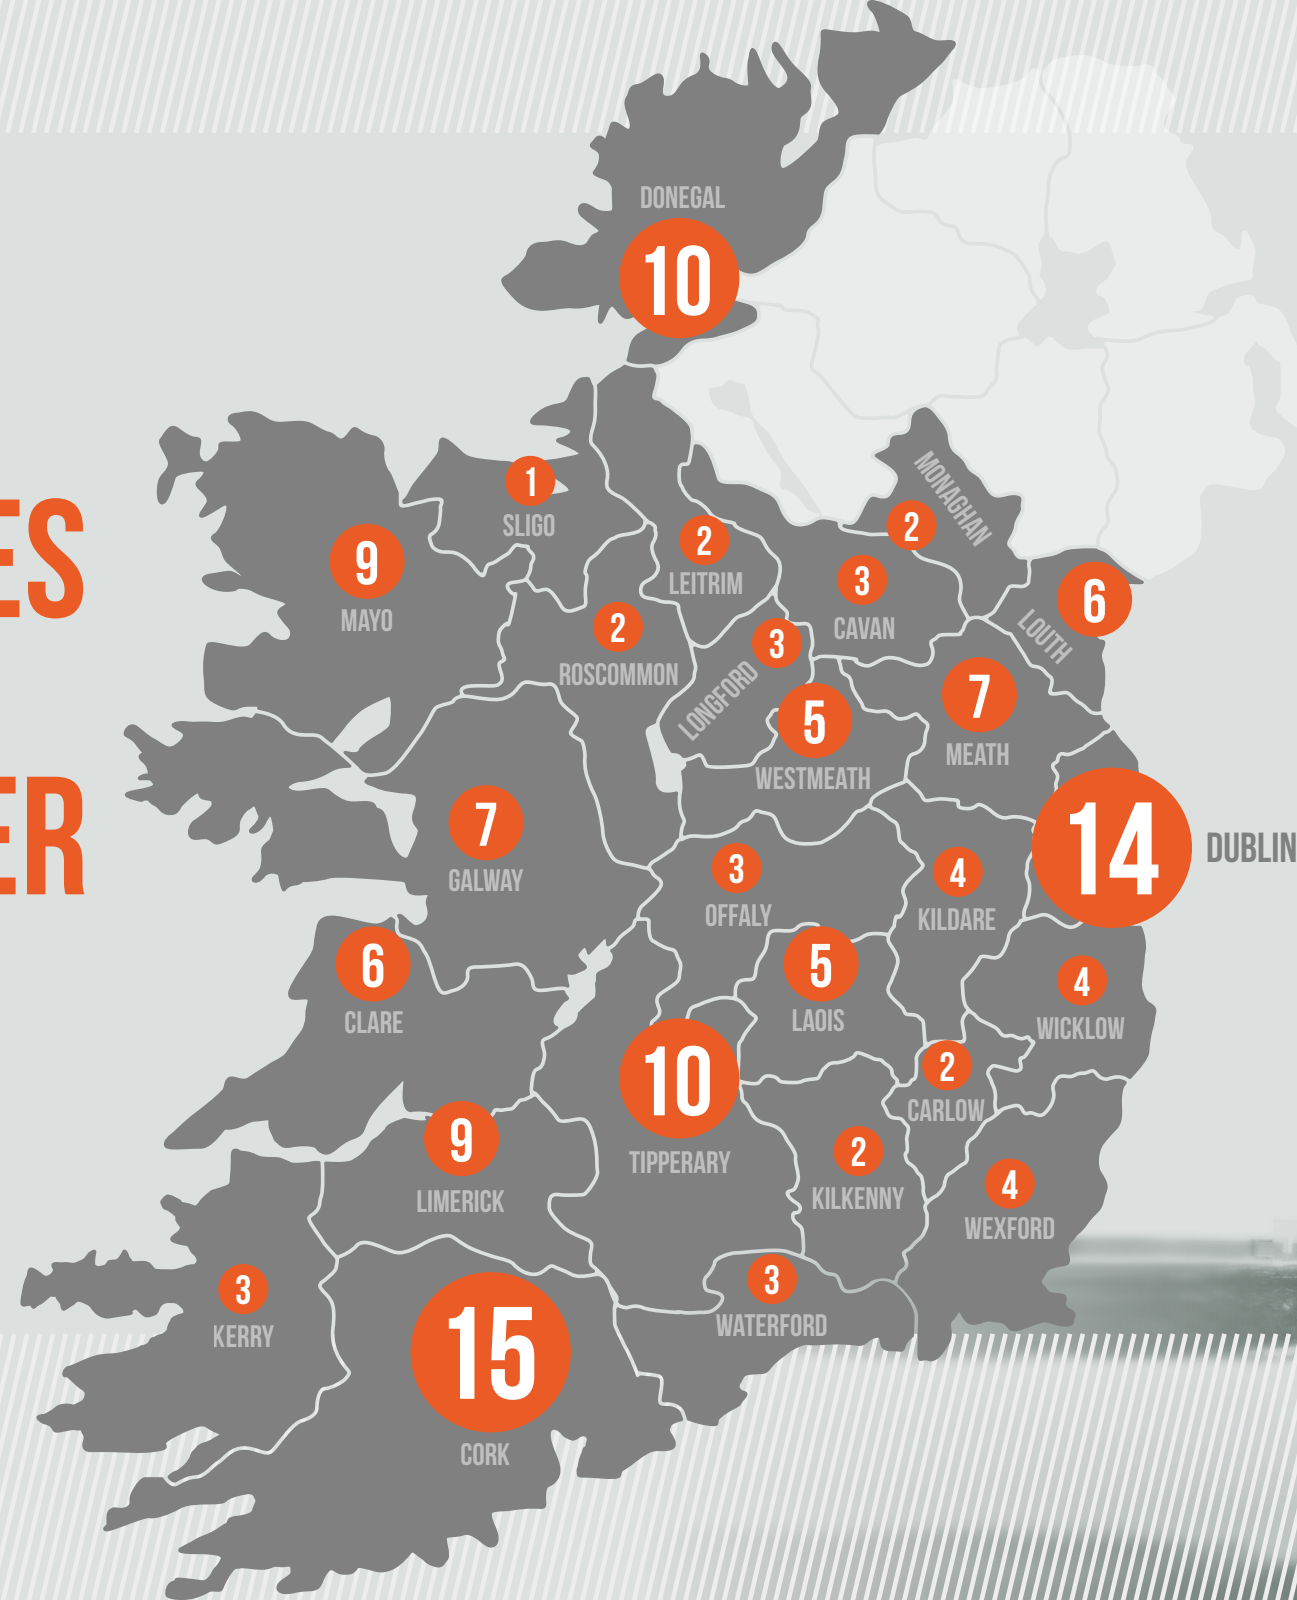 DONEGAL
10
ES
1
SLIGO
MONAGHAN
2
9
MAYO
2
LEITRIM
3
CAVAN
6
LOUTH
2
ROSCOMMON
3
LONGFORD
7
MEATH
5
WESTMEATH
ER
7
GALWAY
14
DUBLIN
3
OFFALY
4
KILDARE
6
CLARE
5
LAOIS
4
WICKLOW
10
TIPPERARY
2
CARLOW
9
LIMERICK
2
KILKENNY
4
WEXFORD
3
KERRY
3
WATERFORD
15
CORK